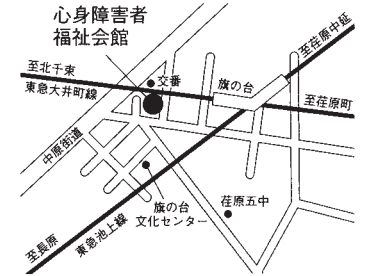 心身障害者
福祉会館
至荏原中延
至北千束
交番
旗の台
東急大井町線
至荏原町
中原街道
旗の台
文化センター
荏原五中
東急池上線
至長原